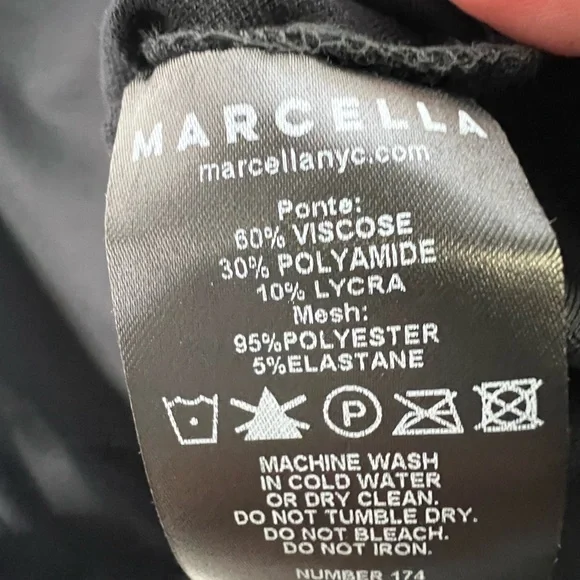 MARCELLA
marcellanyc.com
Ponte:
60% VISCOSE
30% POLYAMIDE
10% LYCRA
Mesh:
95%POLYESTER
5%ELASTANE
P
MACHINE WASH
IN COLD WATER
OR DRY CLEAN.
DO NOT TUMBLE DRY.
DO NOT BLEACH.
DO NOT IRON.
NUMBER 174